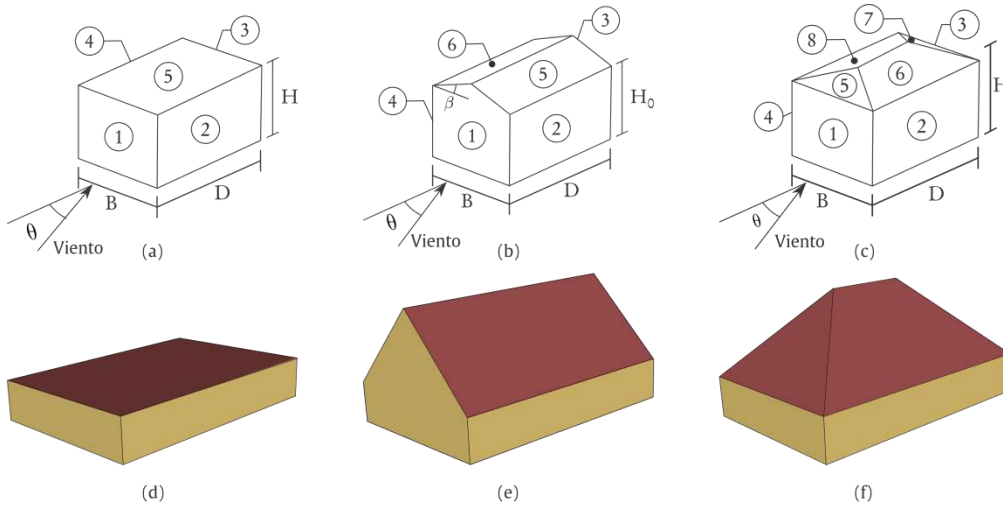 4 3
5
1 2
H
B D
θ
Viento
(a)
6 3
5
β
4
1 2
H₀
B D
θ
Viento
(b)
7 3
8
5 6
4
1 2
H
B D
θ
Viento
(c)
(d) (e) (f)